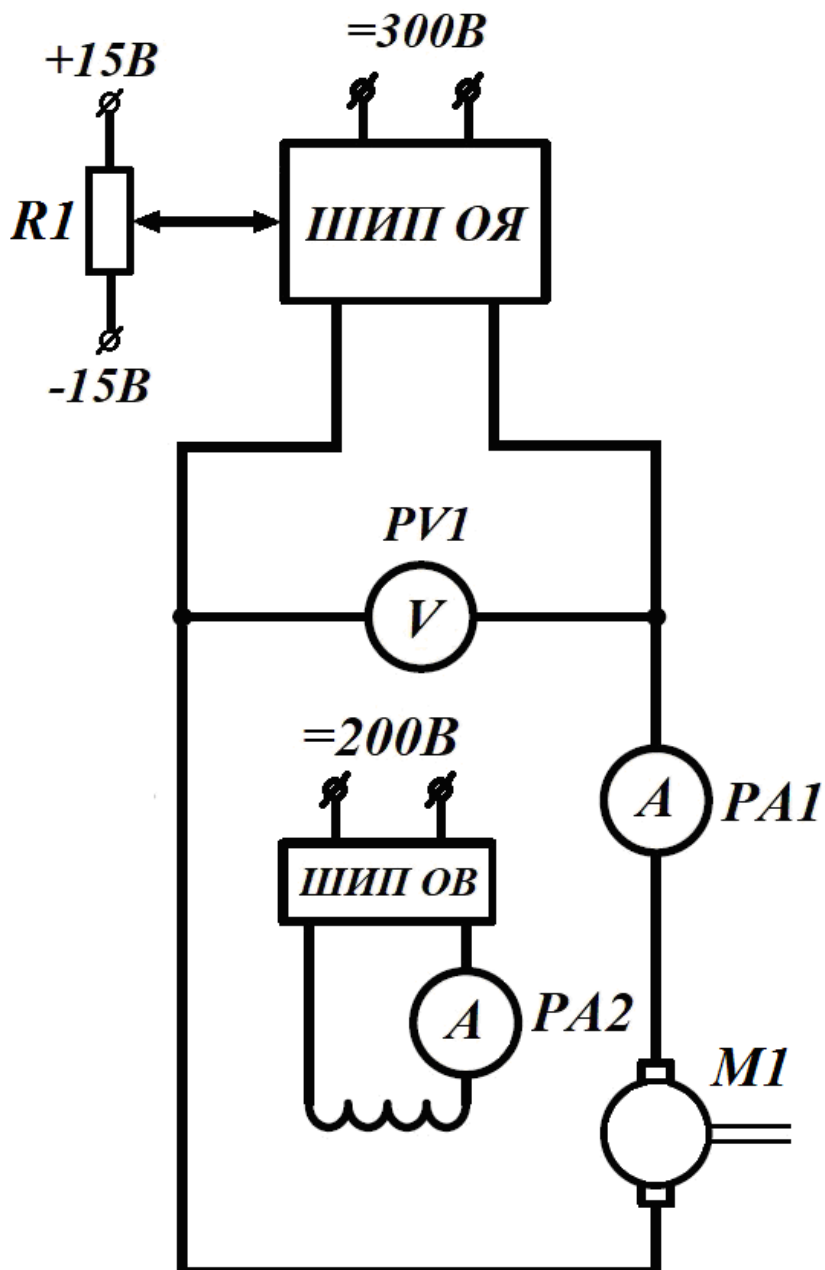 =300В
+15В
R1
ШИП ОЯ
-15В
PV1
V
=200В
A
PA1
ШИП ОВ
A
PA2
M1